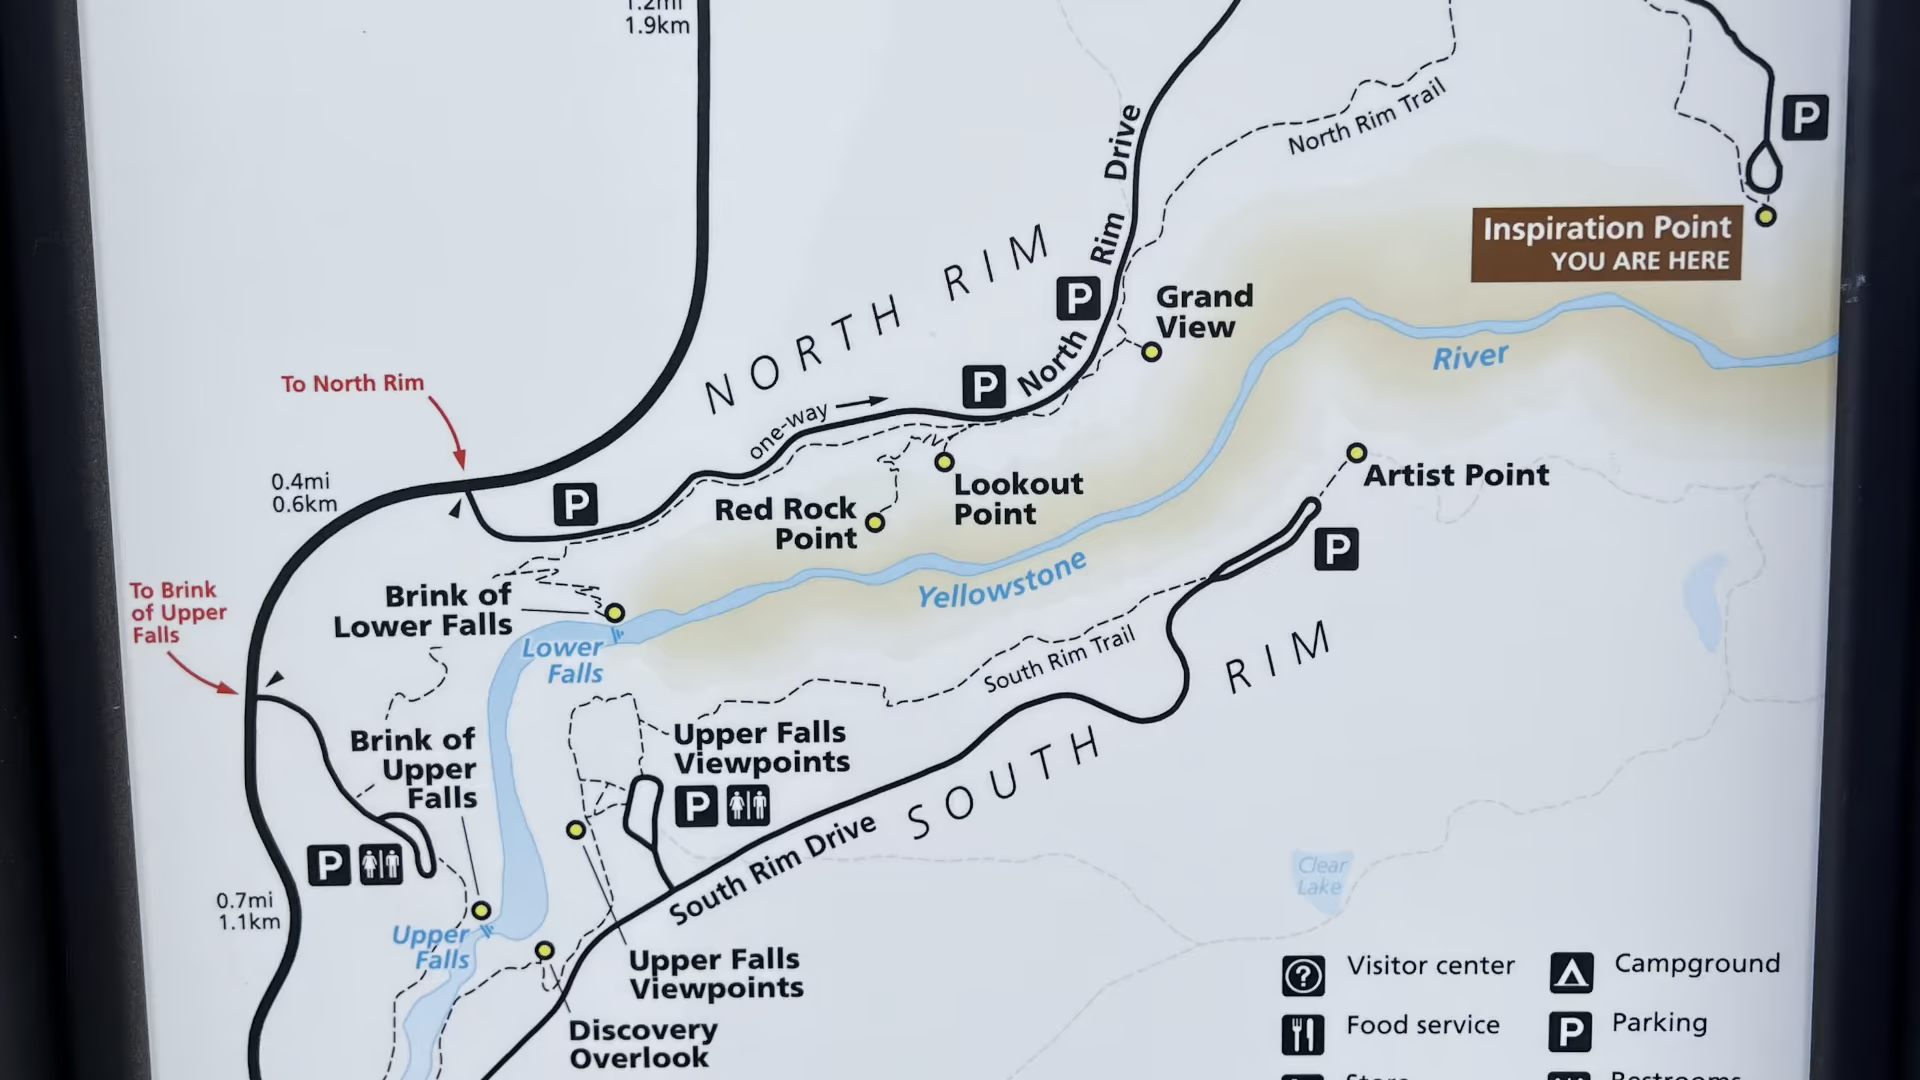 1.2mi
1.9km
North Rim Trail
P
Inspiration Point
YOU ARE HERE
North Rim Drive
NORTH RIM
P
Grand
View
River
To North Rim
P
one-way
Artist Point
0.4mi
0.6km
P
Lookout
Point
Red Rock
Point
P
Yellowstone
To Brink
of Upper
Falls
Brink of
Lower Falls
Lower
Falls
South Rim Trail
SOUTH RIM
Upper Falls
Viewpoints
P
Brink of
Upper
Falls
South Rim Drive
P
Clear
Lake
0.7mi
1.1km
Upper
Falls
Upper Falls
Viewpoints
Discovery
Overlook
? Visitor center
Campground
Food service
P Parking
Store
Restrooms